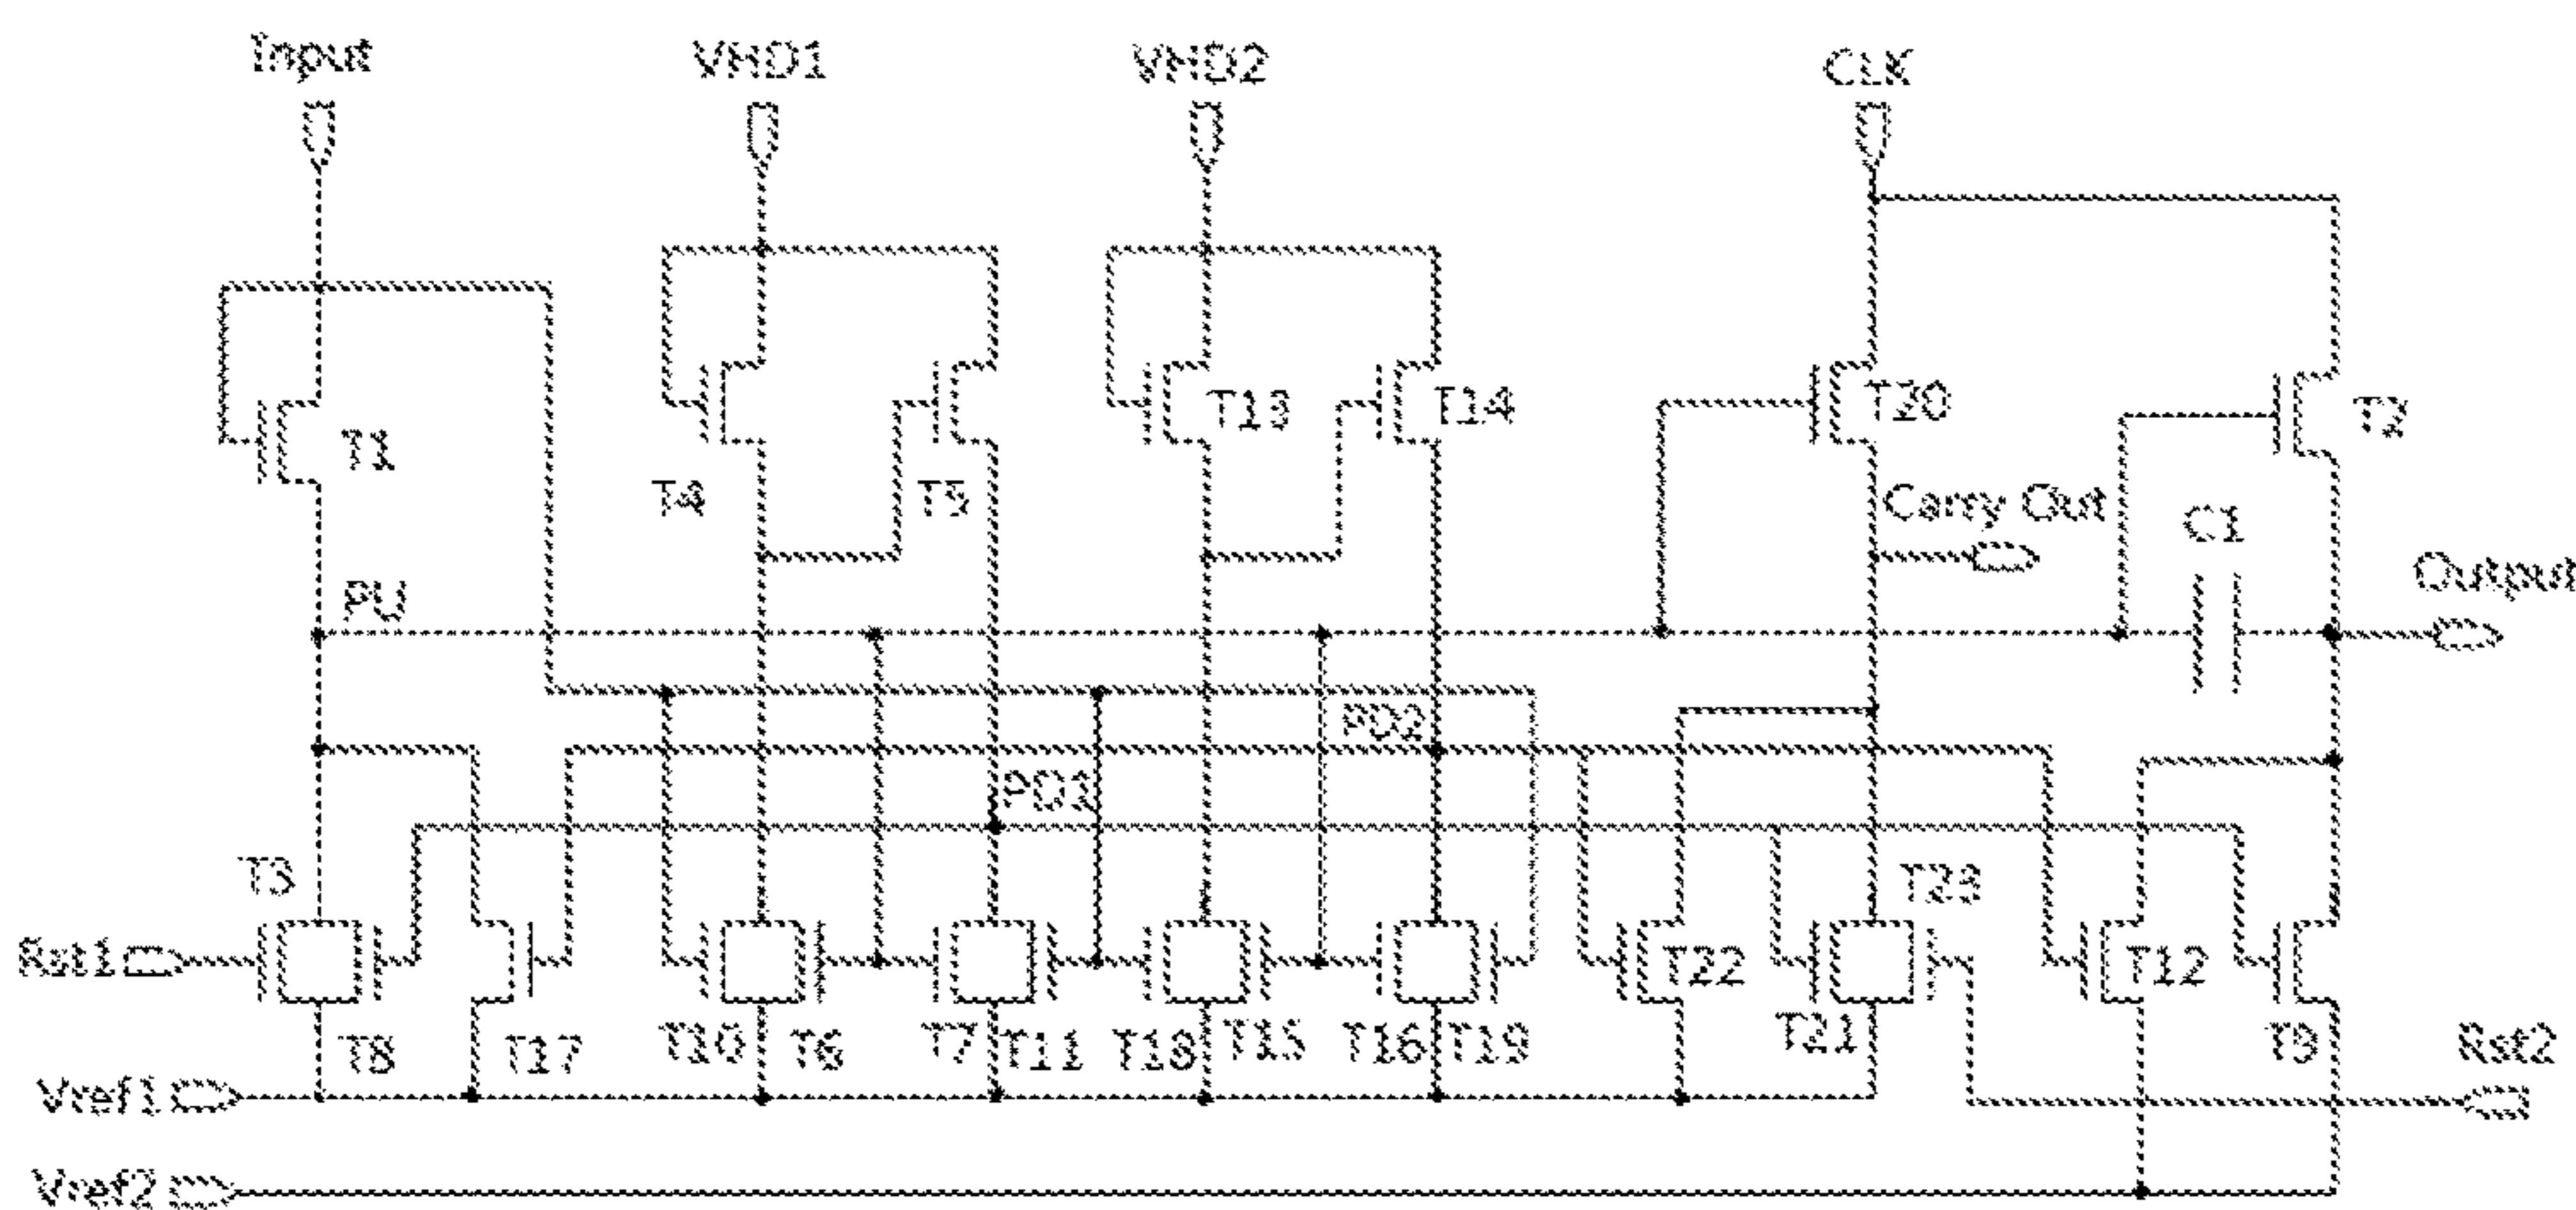 Input VHD1 VHD2 CLK
T1 T4 T5 T13 T14 T20 T2
Carry Out C1
PU Output
PD2
PD1
T3 T23
Rst1 T22 T12
T8 T17 T10 T6 T7 T11 T18 T15 T16 T19 T21 T9 Rst2
Vref1
Vref2